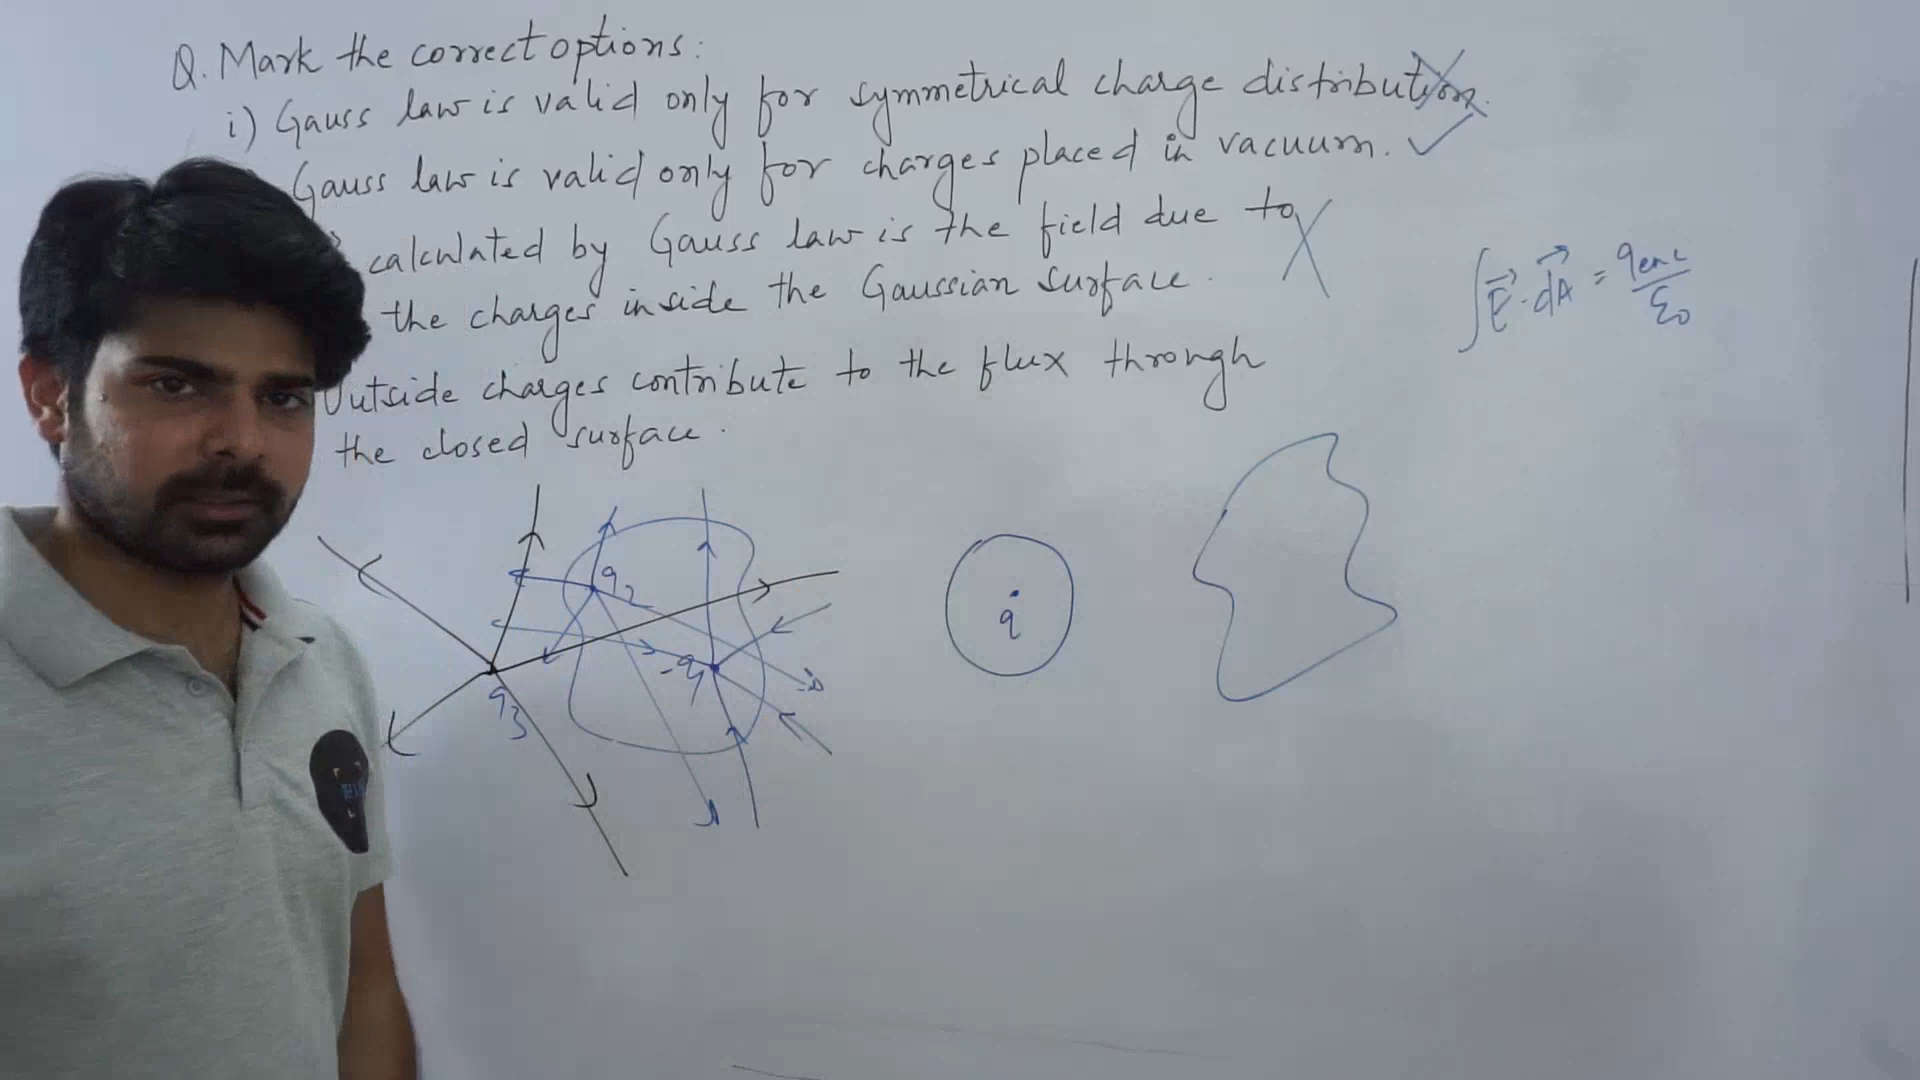 Q. Mark the correct options:
i) Gauss law is valid only for symmetrical charge distribution.
Gauss law is valid only for charges placed in vacuum. ✓
calculated by Gauss law is the field due to
the charges inside the Gaussian surface.
∫E⃗·dA⃗ = qenc/ε0
Outside charges contribute to the flux through
the closed surface.
q2
-q1
q3
q